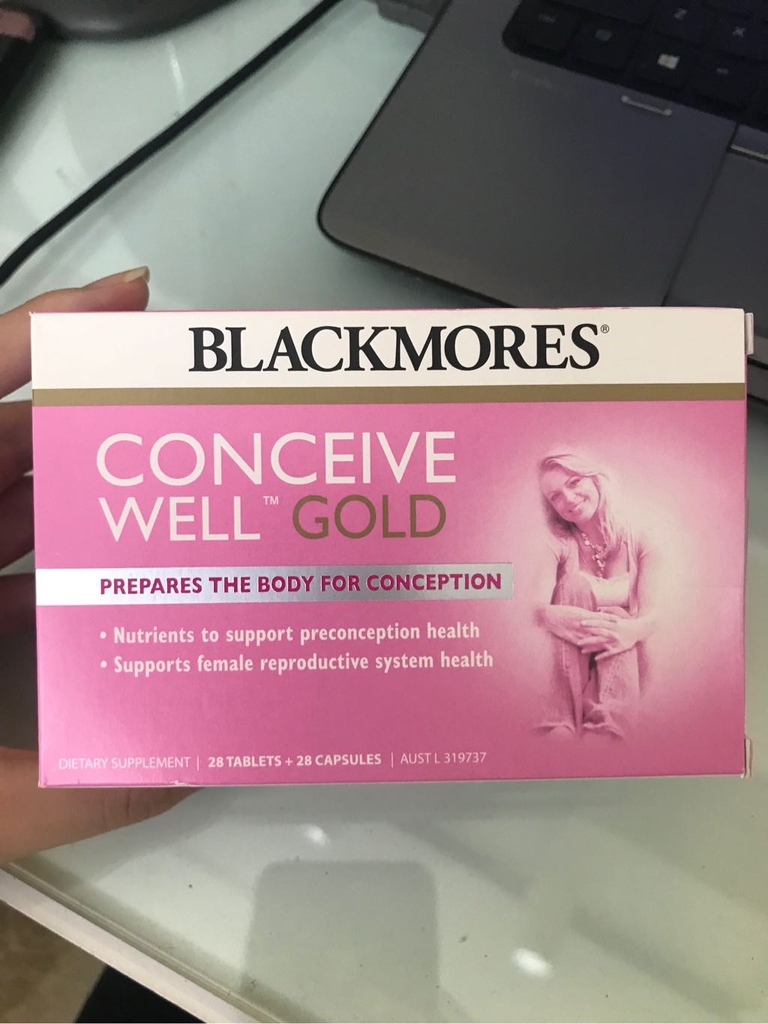 BLACKMORES®
CONCEIVE
WELL™ GOLD
PREPARES THE BODY FOR CONCEPTION
• Nutrients to support preconception health
• Supports female reproductive system health
DIETARY SUPPLEMENT | 28 TABLETS + 28 CAPSULES | AUST L 319737